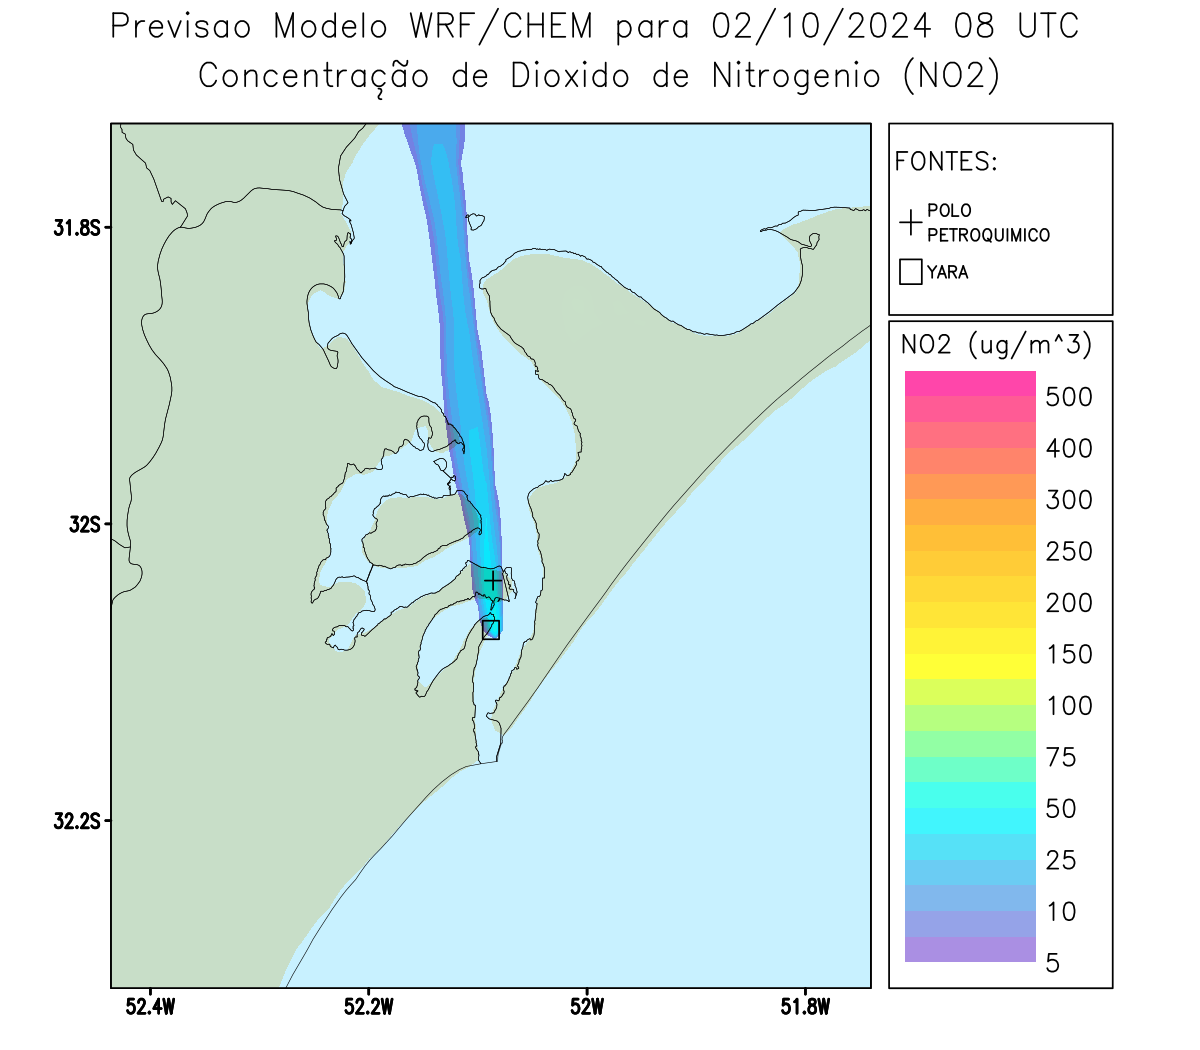 Previsao Modelo WRF/CHEM para 02/10/2024 08 UTC
Concentração de Dioxido de Nitrogenio (NO2)
FONTES:
POLO
PETROQUIMICO
YARA
31.8S
32S
32.2S
52.4W
52.2W
52W
51.8W
NO2 (ug/m^3)
500
400
300
250
200
150
100
75
50
25
10
5